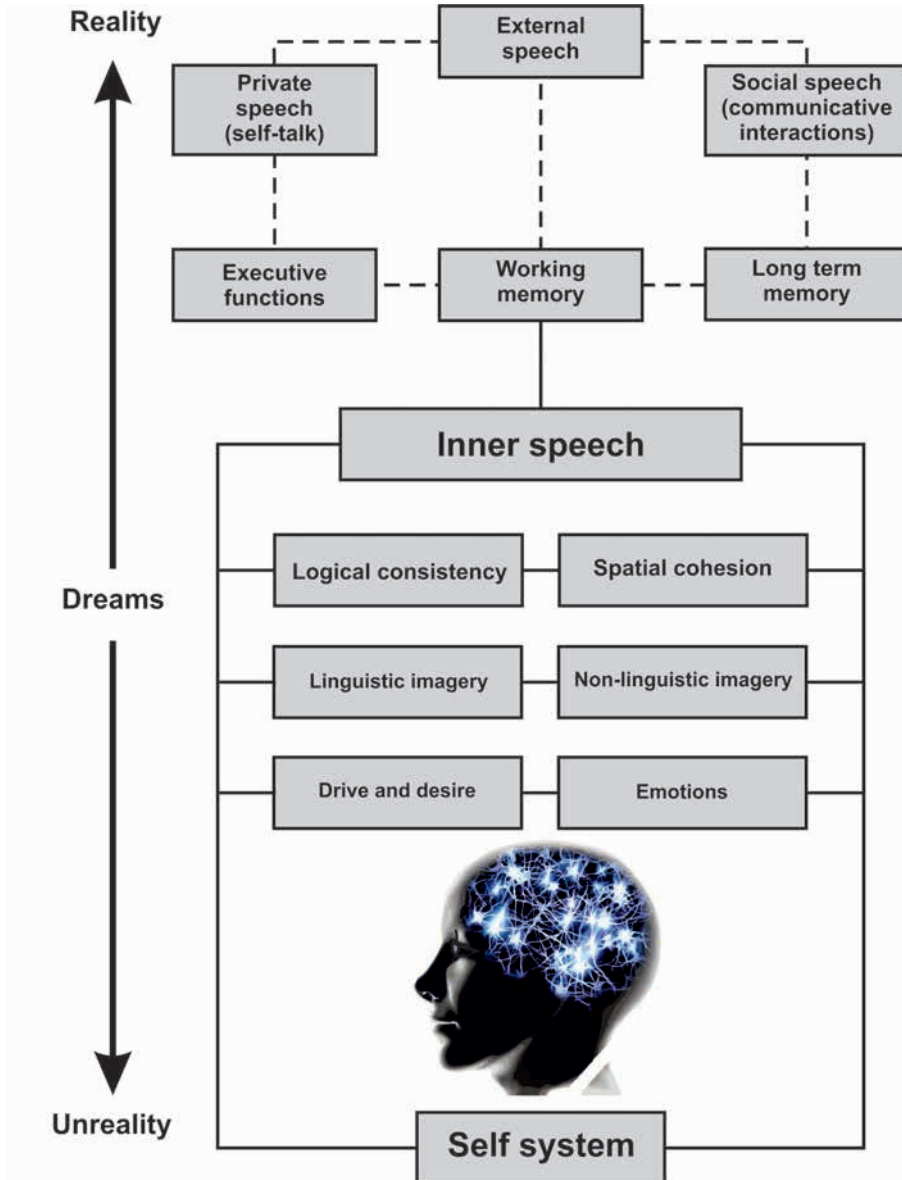 Reality
External
speech
Private
speech
(self-talk)
Social speech
(communicative
interactions)
Executive
functions
Working
memory
Long term
memory
Inner speech
Logical consistency
Spatial cohesion
Dreams
Linguistic imagery
Non-linguistic imagery
Drive and desire
Emotions
Unreality
Self system